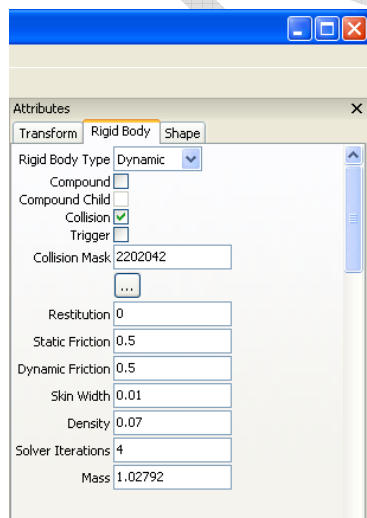 Attributes
Transform Rigid Body Shape
Rigid Body Type Dynamic
Compound
Compound Child
Collision
Trigger
Collision Mask 2202042
...
Restitution 0
Static Friction 0.5
Dynamic Friction 0.5
Skin Width 0.01
Density 0.07
Solver Iterations 4
Mass 1.02792